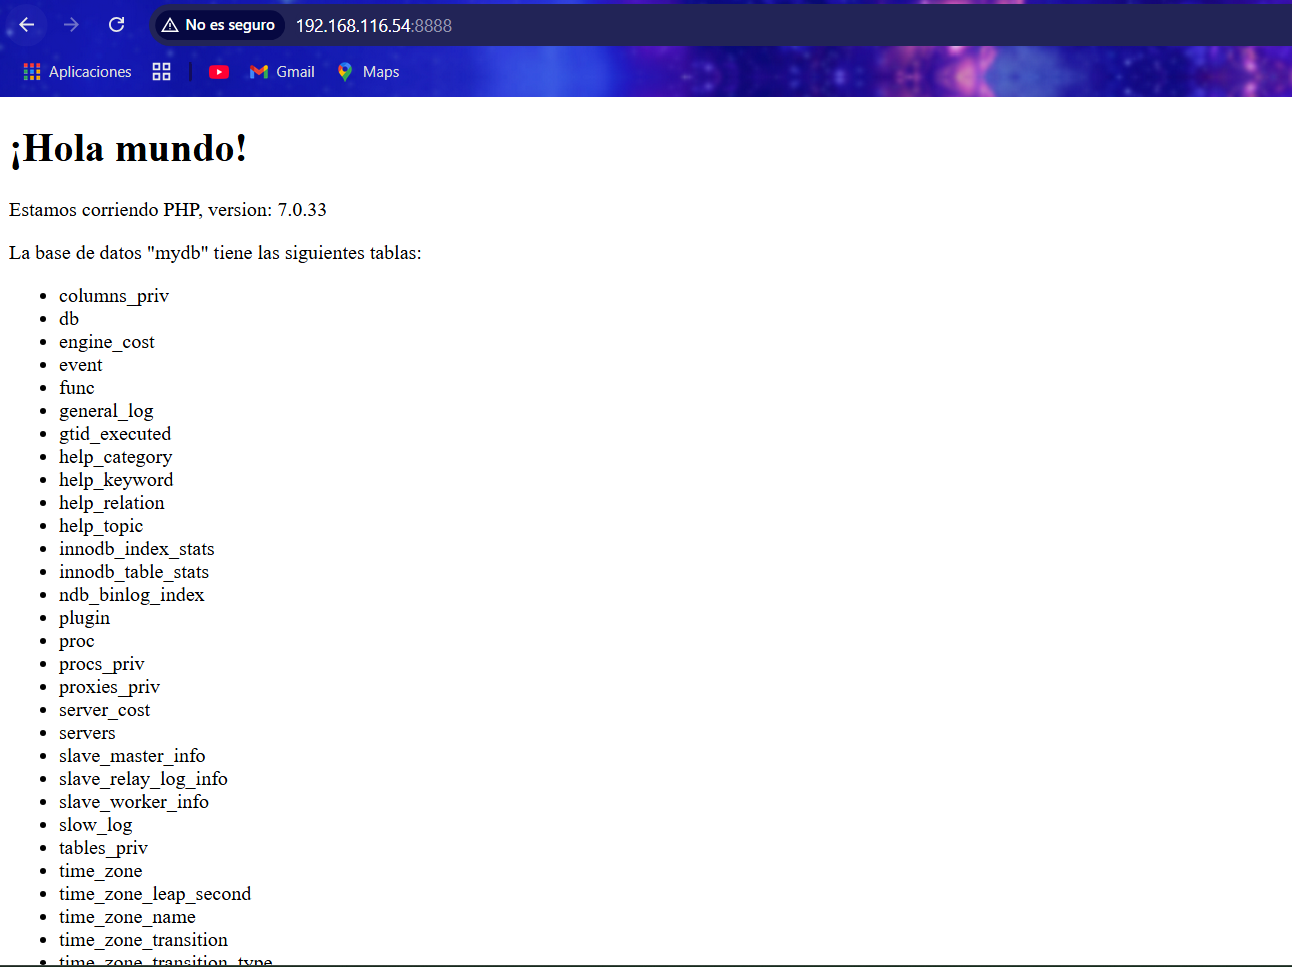 No es seguro 192.168.116.54:8888
Aplicaciones Gmail Maps
¡Hola mundo!
Estamos corriendo PHP, version: 7.0.33
La base de datos "mydb" tiene las siguientes tablas:
columns_priv
db
engine_cost
event
func
general_log
gtid_executed
help_category
help_keyword
help_relation
help_topic
innodb_index_stats
innodb_table_stats
ndb_binlog_index
plugin
proc
procs_priv
proxies_priv
server_cost
servers
slave_master_info
slave_relay_log_info
slave_worker_info
slow_log
tables_priv
time_zone
time_zone_leap_second
time_zone_name
time_zone_transition
time_zone_transition_type